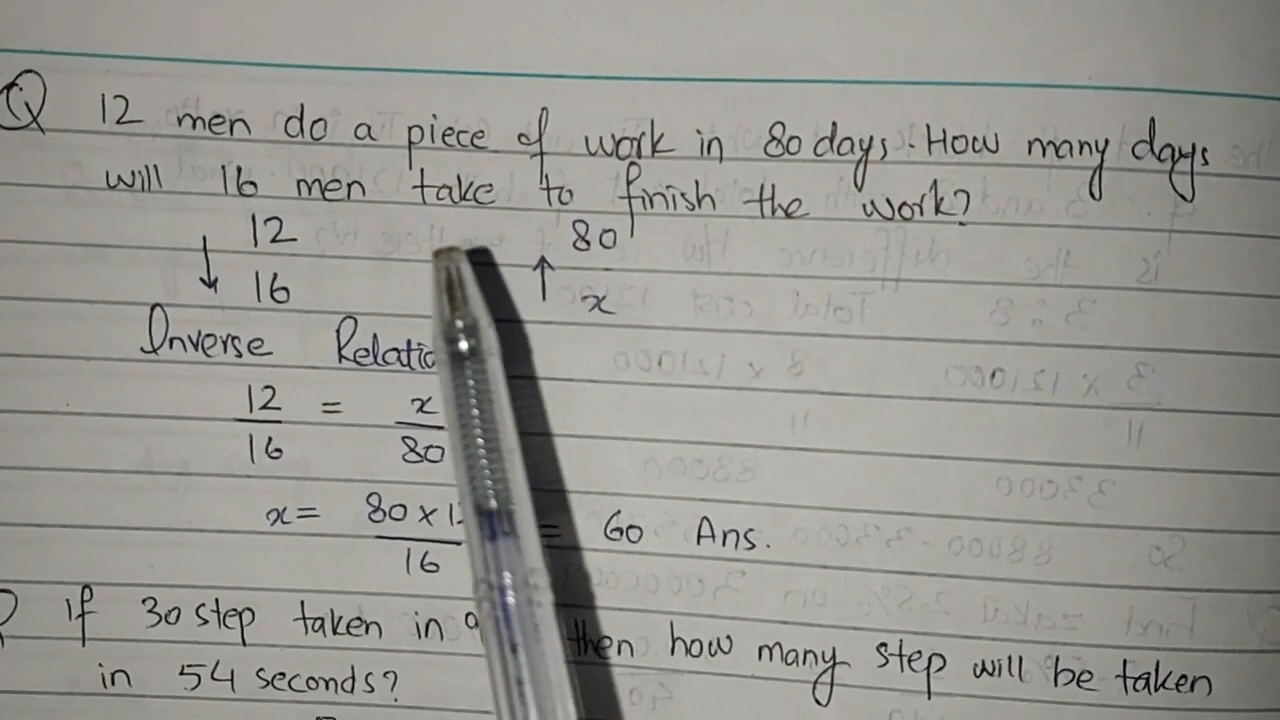 Q 12 men do a piece of work in 80 days. How many days
will 16 men take to finish the work?
↓ 12 80
16 ↑ x
Inverse Relatio
12/16 = x/80
x = 80 × 1 /16 = 60 Ans.
If 30 step taken in 9 then how many step will be taken
in 54 seconds?